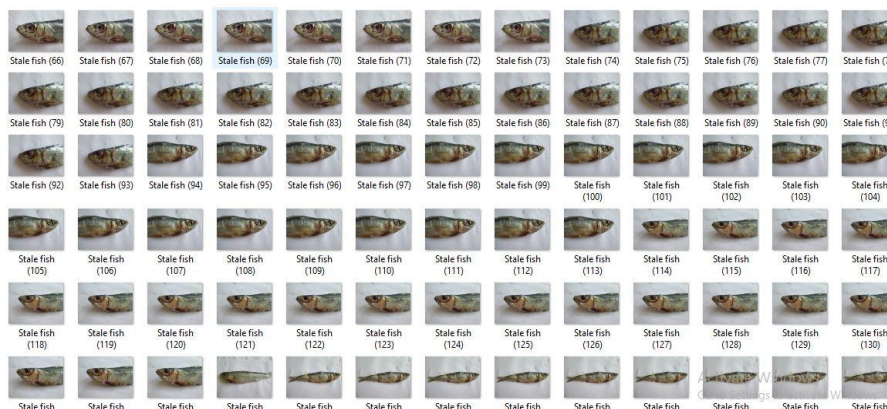 Stale fish (66) Stale fish (67) Stale fish (68) Stale fish (69) Stale fish (70) Stale fish (71) Stale fish (72) Stale fish (73) Stale fish (74) Stale fish (75) Stale fish (76) Stale fish (77)
Stale fish (79) Stale fish (80) Stale fish (81) Stale fish (82) Stale fish (83) Stale fish (84) Stale fish (85) Stale fish (86) Stale fish (87) Stale fish (88) Stale fish (89) Stale fish (90)
Stale fish (92) Stale fish (93) Stale fish (94) Stale fish (95) Stale fish (96) Stale fish (97) Stale fish (98) Stale fish (99) Stale fish Stale fish Stale fish Stale fish Stale fish
(100) (101) (102) (103) (104)
Stale fish Stale fish Stale fish Stale fish Stale fish Stale fish Stale fish Stale fish Stale fish Stale fish Stale fish Stale fish Stale fish
(105) (106) (107) (108) (109) (110) (111) (112) (113) (114) (115) (116) (117)
Stale fish Stale fish Stale fish Stale fish Stale fish Stale fish Stale fish Stale fish Stale fish Stale fish Stale fish Stale fish Stale fish
(118) (119) (120) (121) (122) (123) (124) (125) (126) (127) (128) (129) (130)
Activate Windows
Stale fish Stale fish Stale fish Stale fish Stale fish Stale fish Stale fish Stale fish Stale fish Stale fish Stale fish Stale fish Stale fish